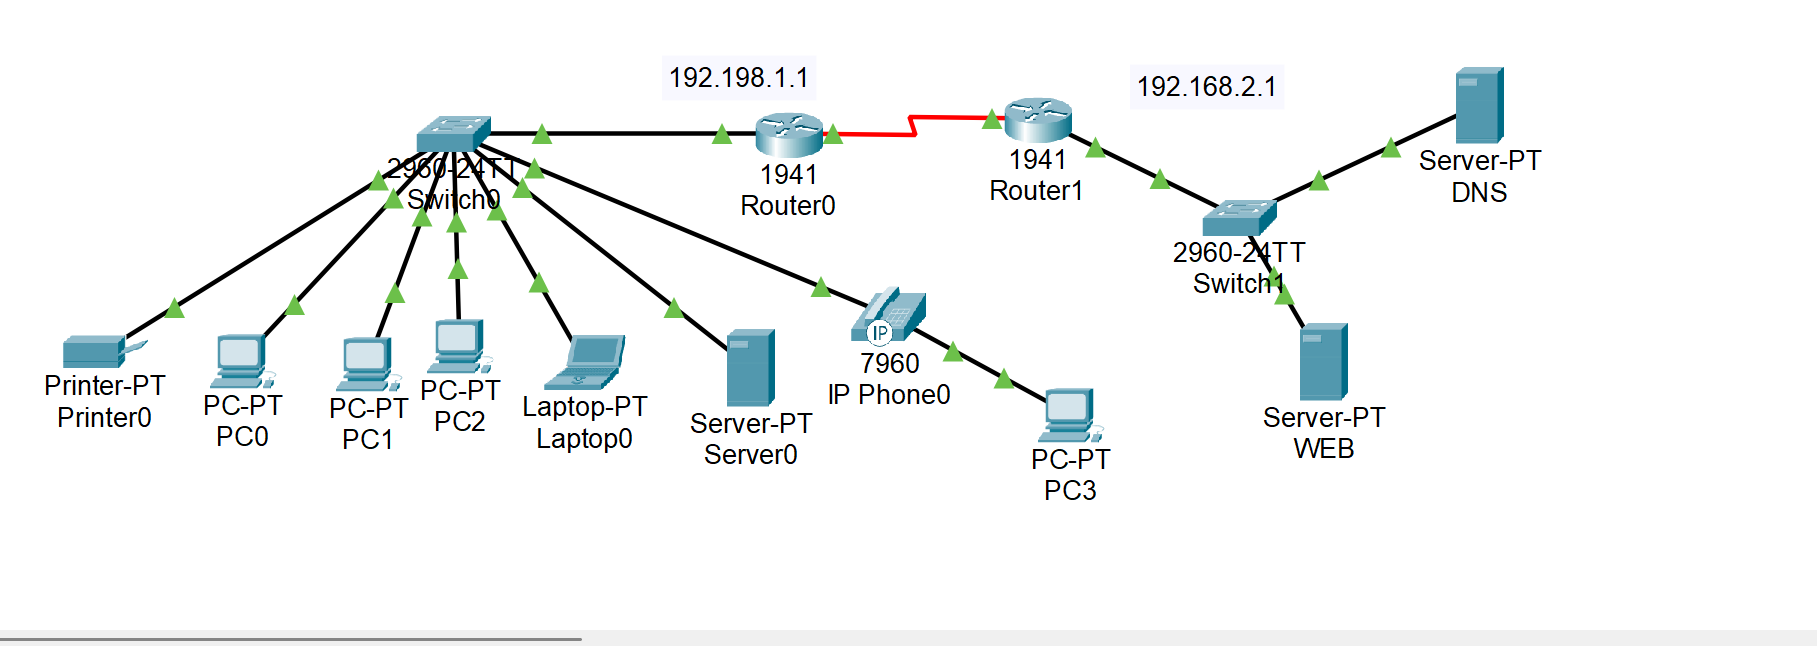 192.198.1.1
192.168.2.1
2960-24TT
Switch0
1941
Router0
1941
Router1
Server-PT
DNS
2960-24TT
Switch1
Printer-PT
Printer0
PC-PT
PC0
PC-PT
PC1
PC-PT
PC2
Laptop-PT
Laptop0
Server-PT
Server0
IP
7960
IP Phone0
PC-PT
PC3
Server-PT
WEB